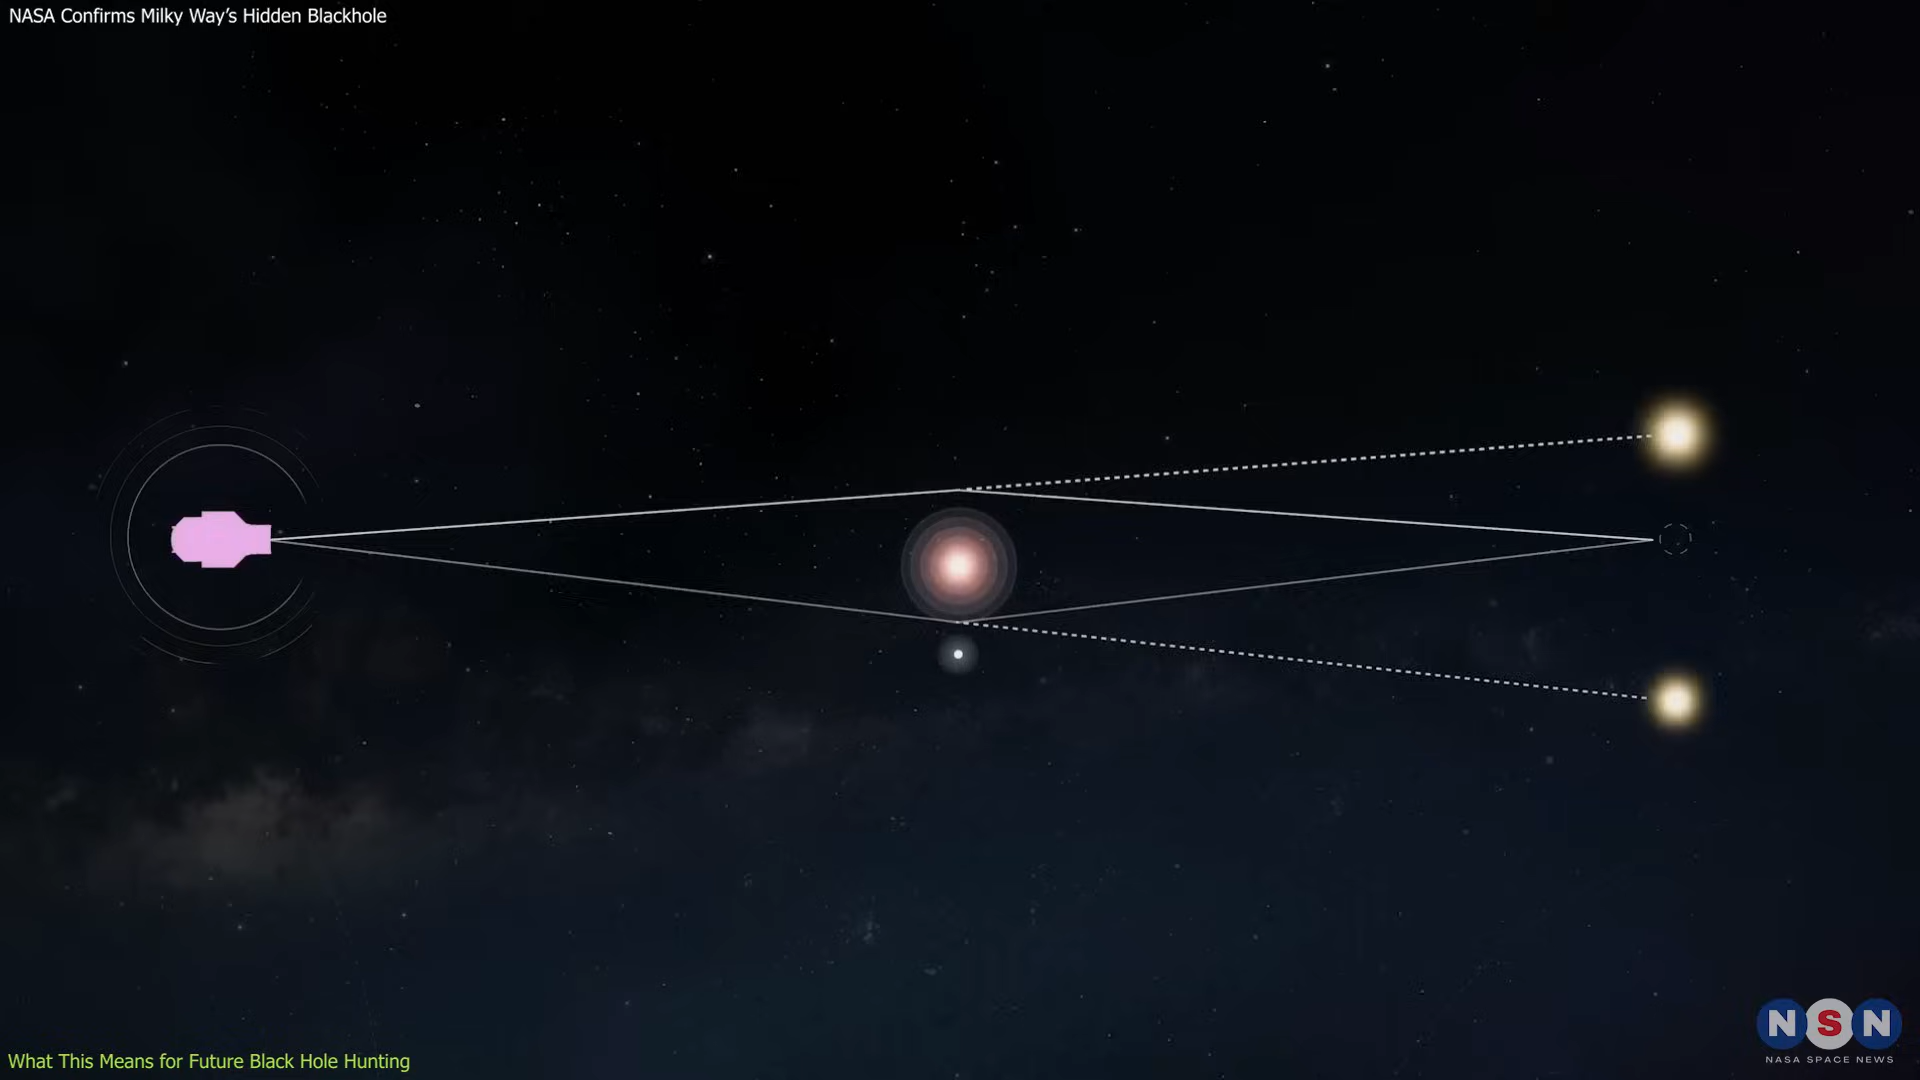 NASA Confirms Milky Way’s Hidden Blackhole
What This Means for Future Black Hole Hunting
NSN
NASA SPACE NEWS